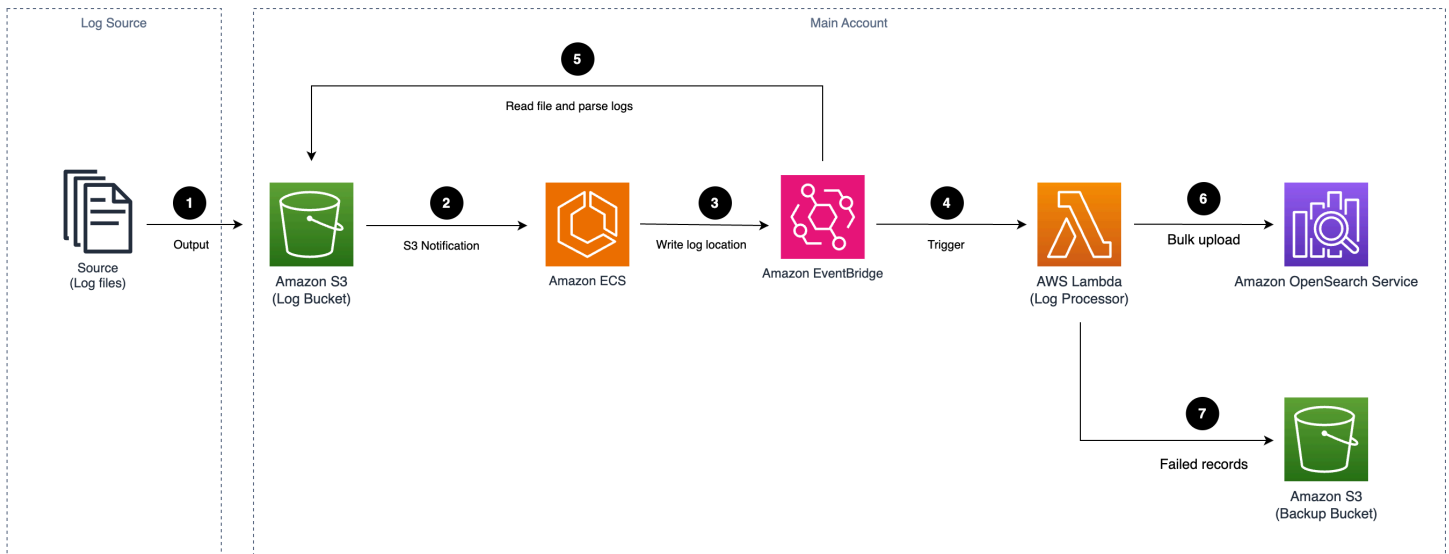 Log Source
Main Account
5
Read file and parse logs
1
Output
2
S3 Notification
3
Write log location
4
Trigger
6
Bulk upload
Source
(Log files)
Amazon S3
(Log Bucket)
Amazon ECS
Amazon EventBridge
AWS Lambda
(Log Processor)
Amazon OpenSearch Service
7
Failed records
Amazon S3
(Backup Bucket)